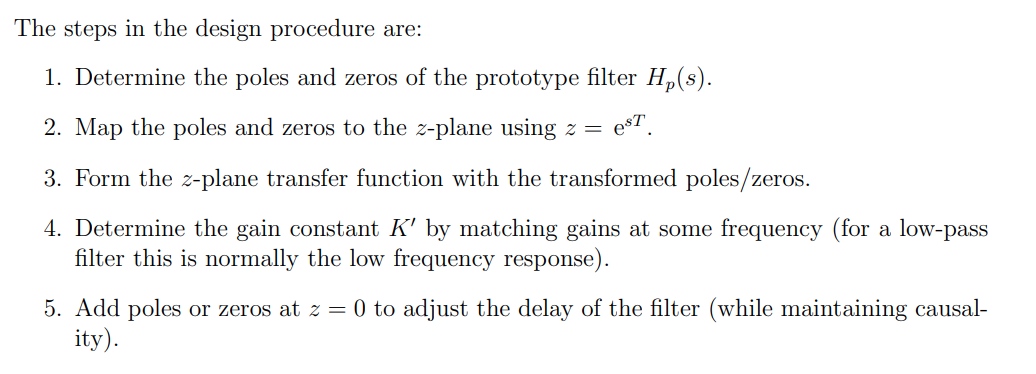 The steps in the design procedure are:
1. Determine the poles and zeros of the prototype filter Hₚ(s).
2. Map the poles and zeros to the z-plane using z = e^{sT}.
3. Form the z-plane transfer function with the transformed poles/zeros.
4. Determine the gain constant K′ by matching gains at some frequency (for a low-pass
filter this is normally the low frequency response).
5. Add poles or zeros at z = 0 to adjust the delay of the filter (while maintaining causal-
ity).